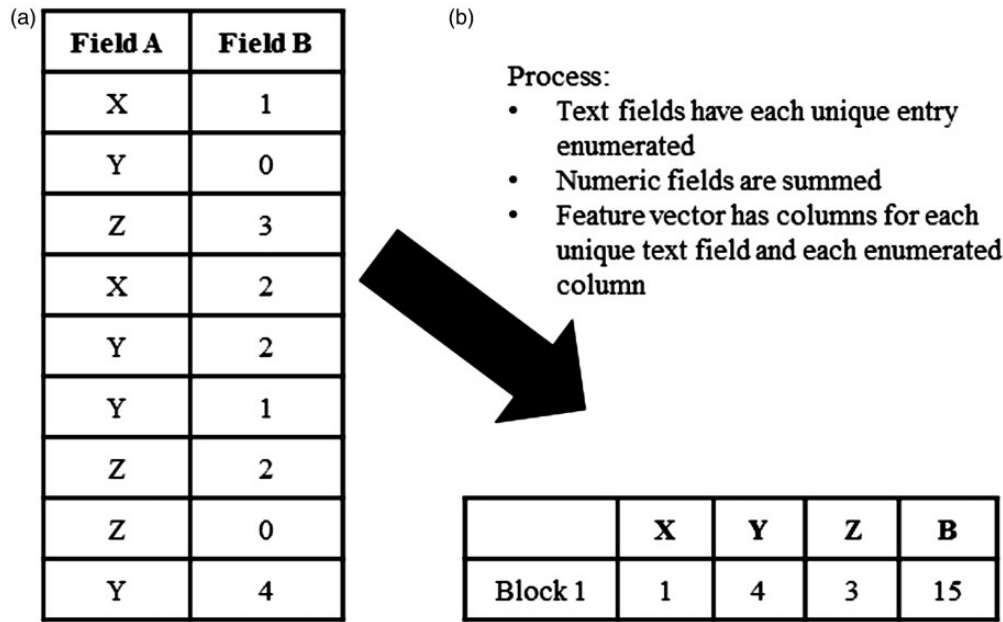 (a)
Field A Field B
X 1
Y 0
Z 3
X 2
Y 2
Y 1
Z 2
Z 0
Y 4
(b)
Process:
• Text fields have each unique entry
enumerated
• Numeric fields are summed
• Feature vector has columns for each
unique text field and each enumerated
column
X Y Z B
Block 1 1 4 3 15